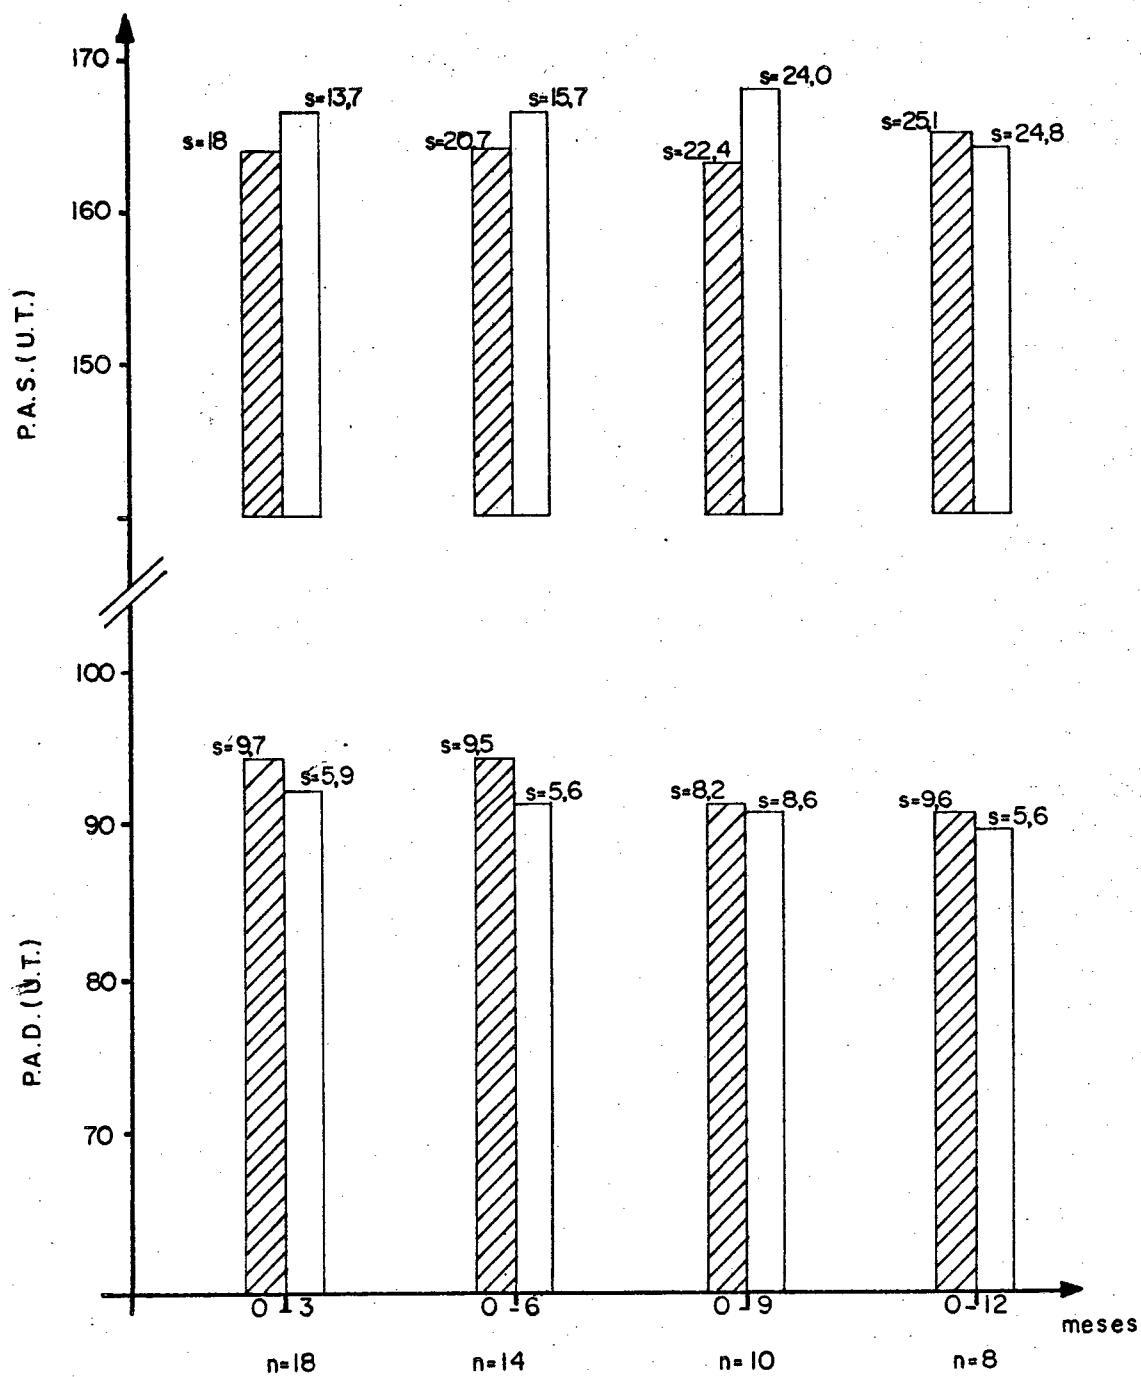 170
s=24,0
s=13,7
s=15,7
s=18
s=20,7
s=22,4
s=25,1
s=24,8
160
150
P.A.S.(U.T.)
100
s=9,7
s=5,9
s=9,5
s=5,6
s=8,2
s=8,6
s=9,6
s=5,6
90
80
70
P.A.D.(U.T.)
0-3
0-6
0-9
0-12
meses
n=18
n=14
n=10
n=8